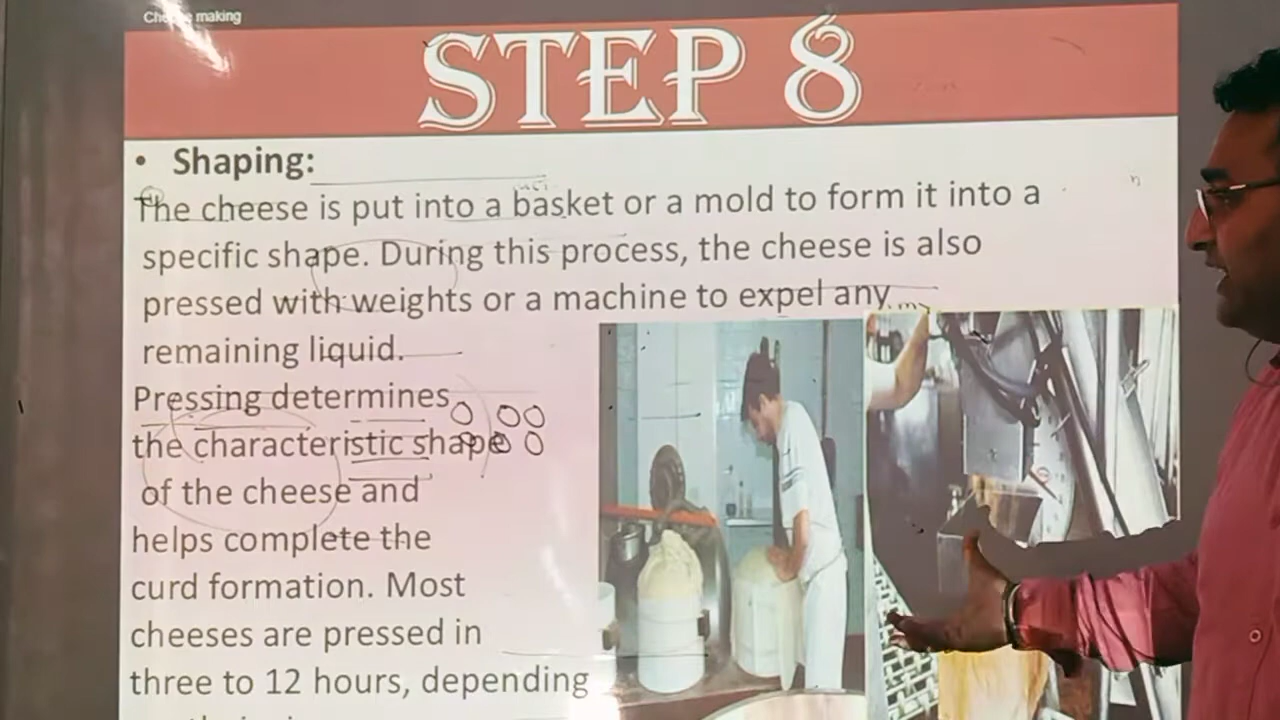 Cheese making
STEP 8
• Shaping:
The cheese is put into a basket or a mold to form it into a
specific shape. During this process, the cheese is also
pressed with weights or a machine to expel any
remaining liquid.
Pressing determines
the characteristic shape
of the cheese and
helps complete the
curd formation. Most
cheeses are pressed in
three to 12 hours, depending